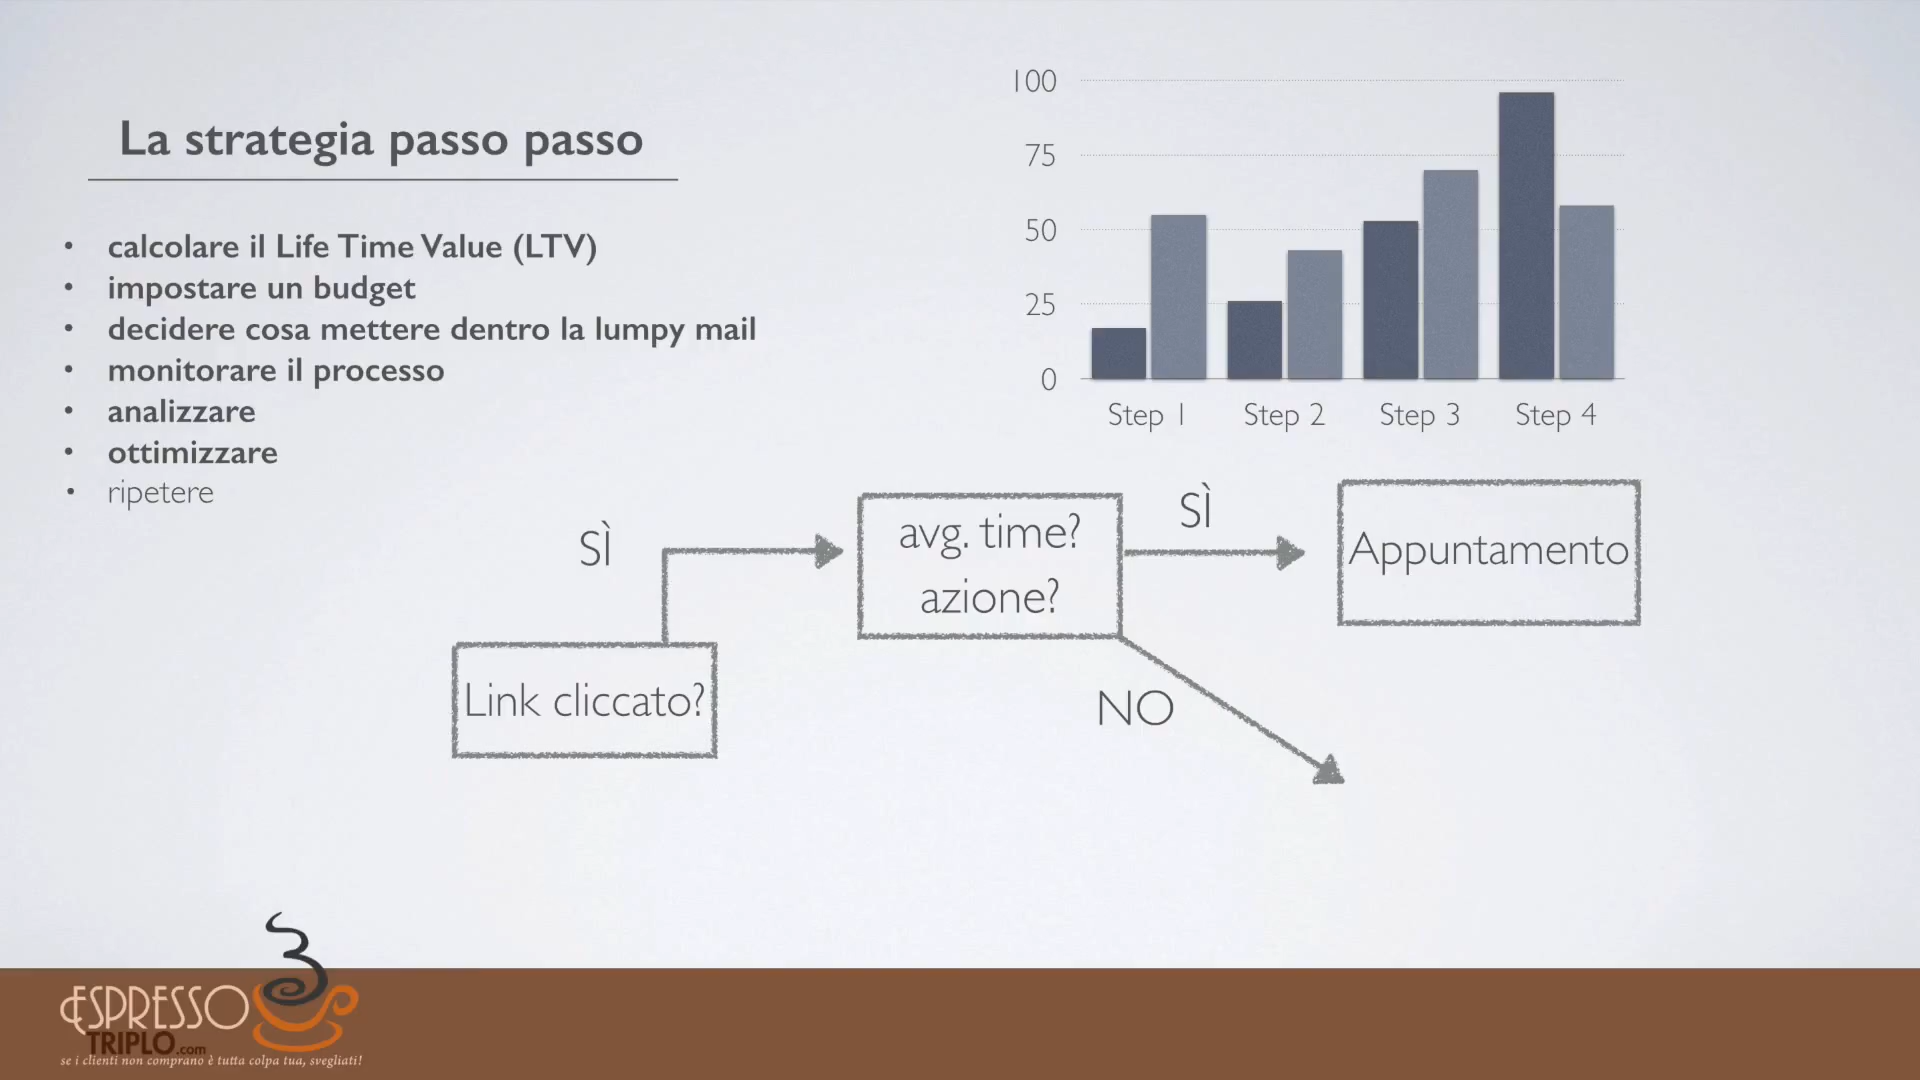 La strategia passo passo
• calcolare il Life Time Value (LTV)
• impostare un budget
• decidere cosa mettere dentro la lumpy mail
• monitorare il processo
• analizzare
• ottimizzare
• ripetere
100
75
50
25
0
Step 1 Step 2 Step 3 Step 4
SÌ
avg. time?
azione?
SÌ
Appuntamento
Link cliccato?
NO
ESPRESSO 3
TRIPLO.com
se i clienti non comprano è tutta colpa tua, svegliati!